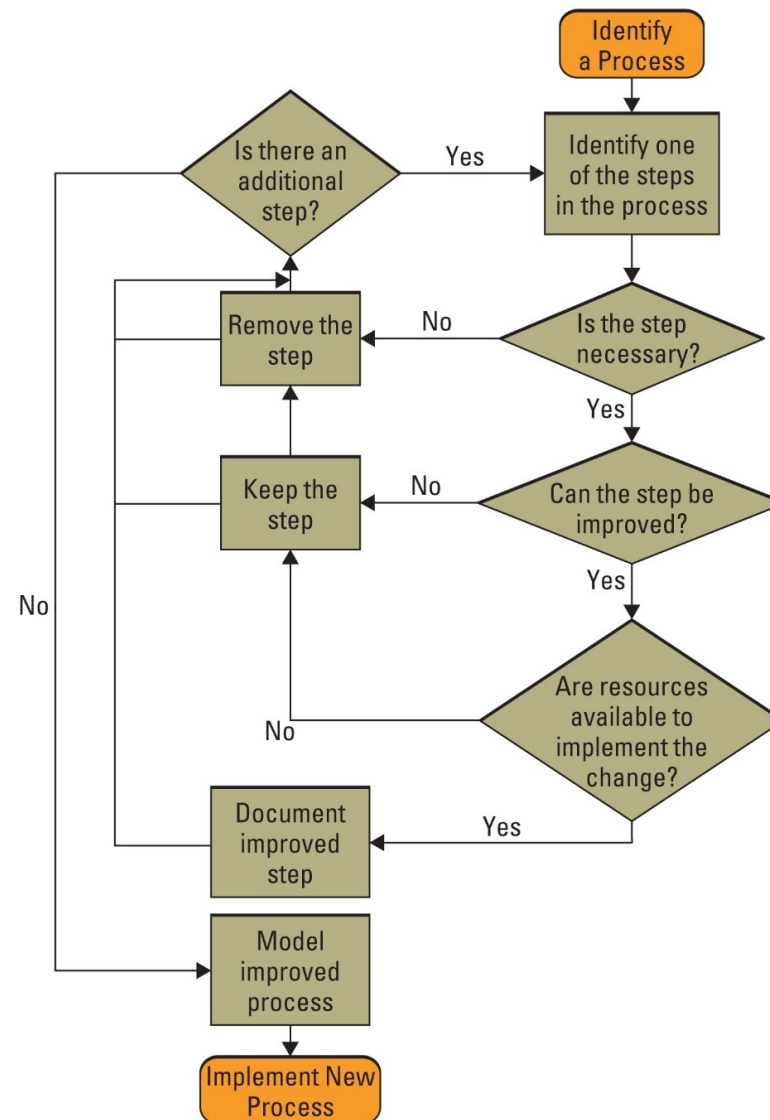 Identify
a Process
Is there an
additional
step?
Yes
Identify one
of the steps
in the process
Remove the
step
No
Is the step
necessary?
Yes
Keep the
step
No
Can the step be
improved?
Yes
No
No
Are resources
available to
implement the
change?
Document
improved
step
Yes
Model
improved
process
Implement New
Process